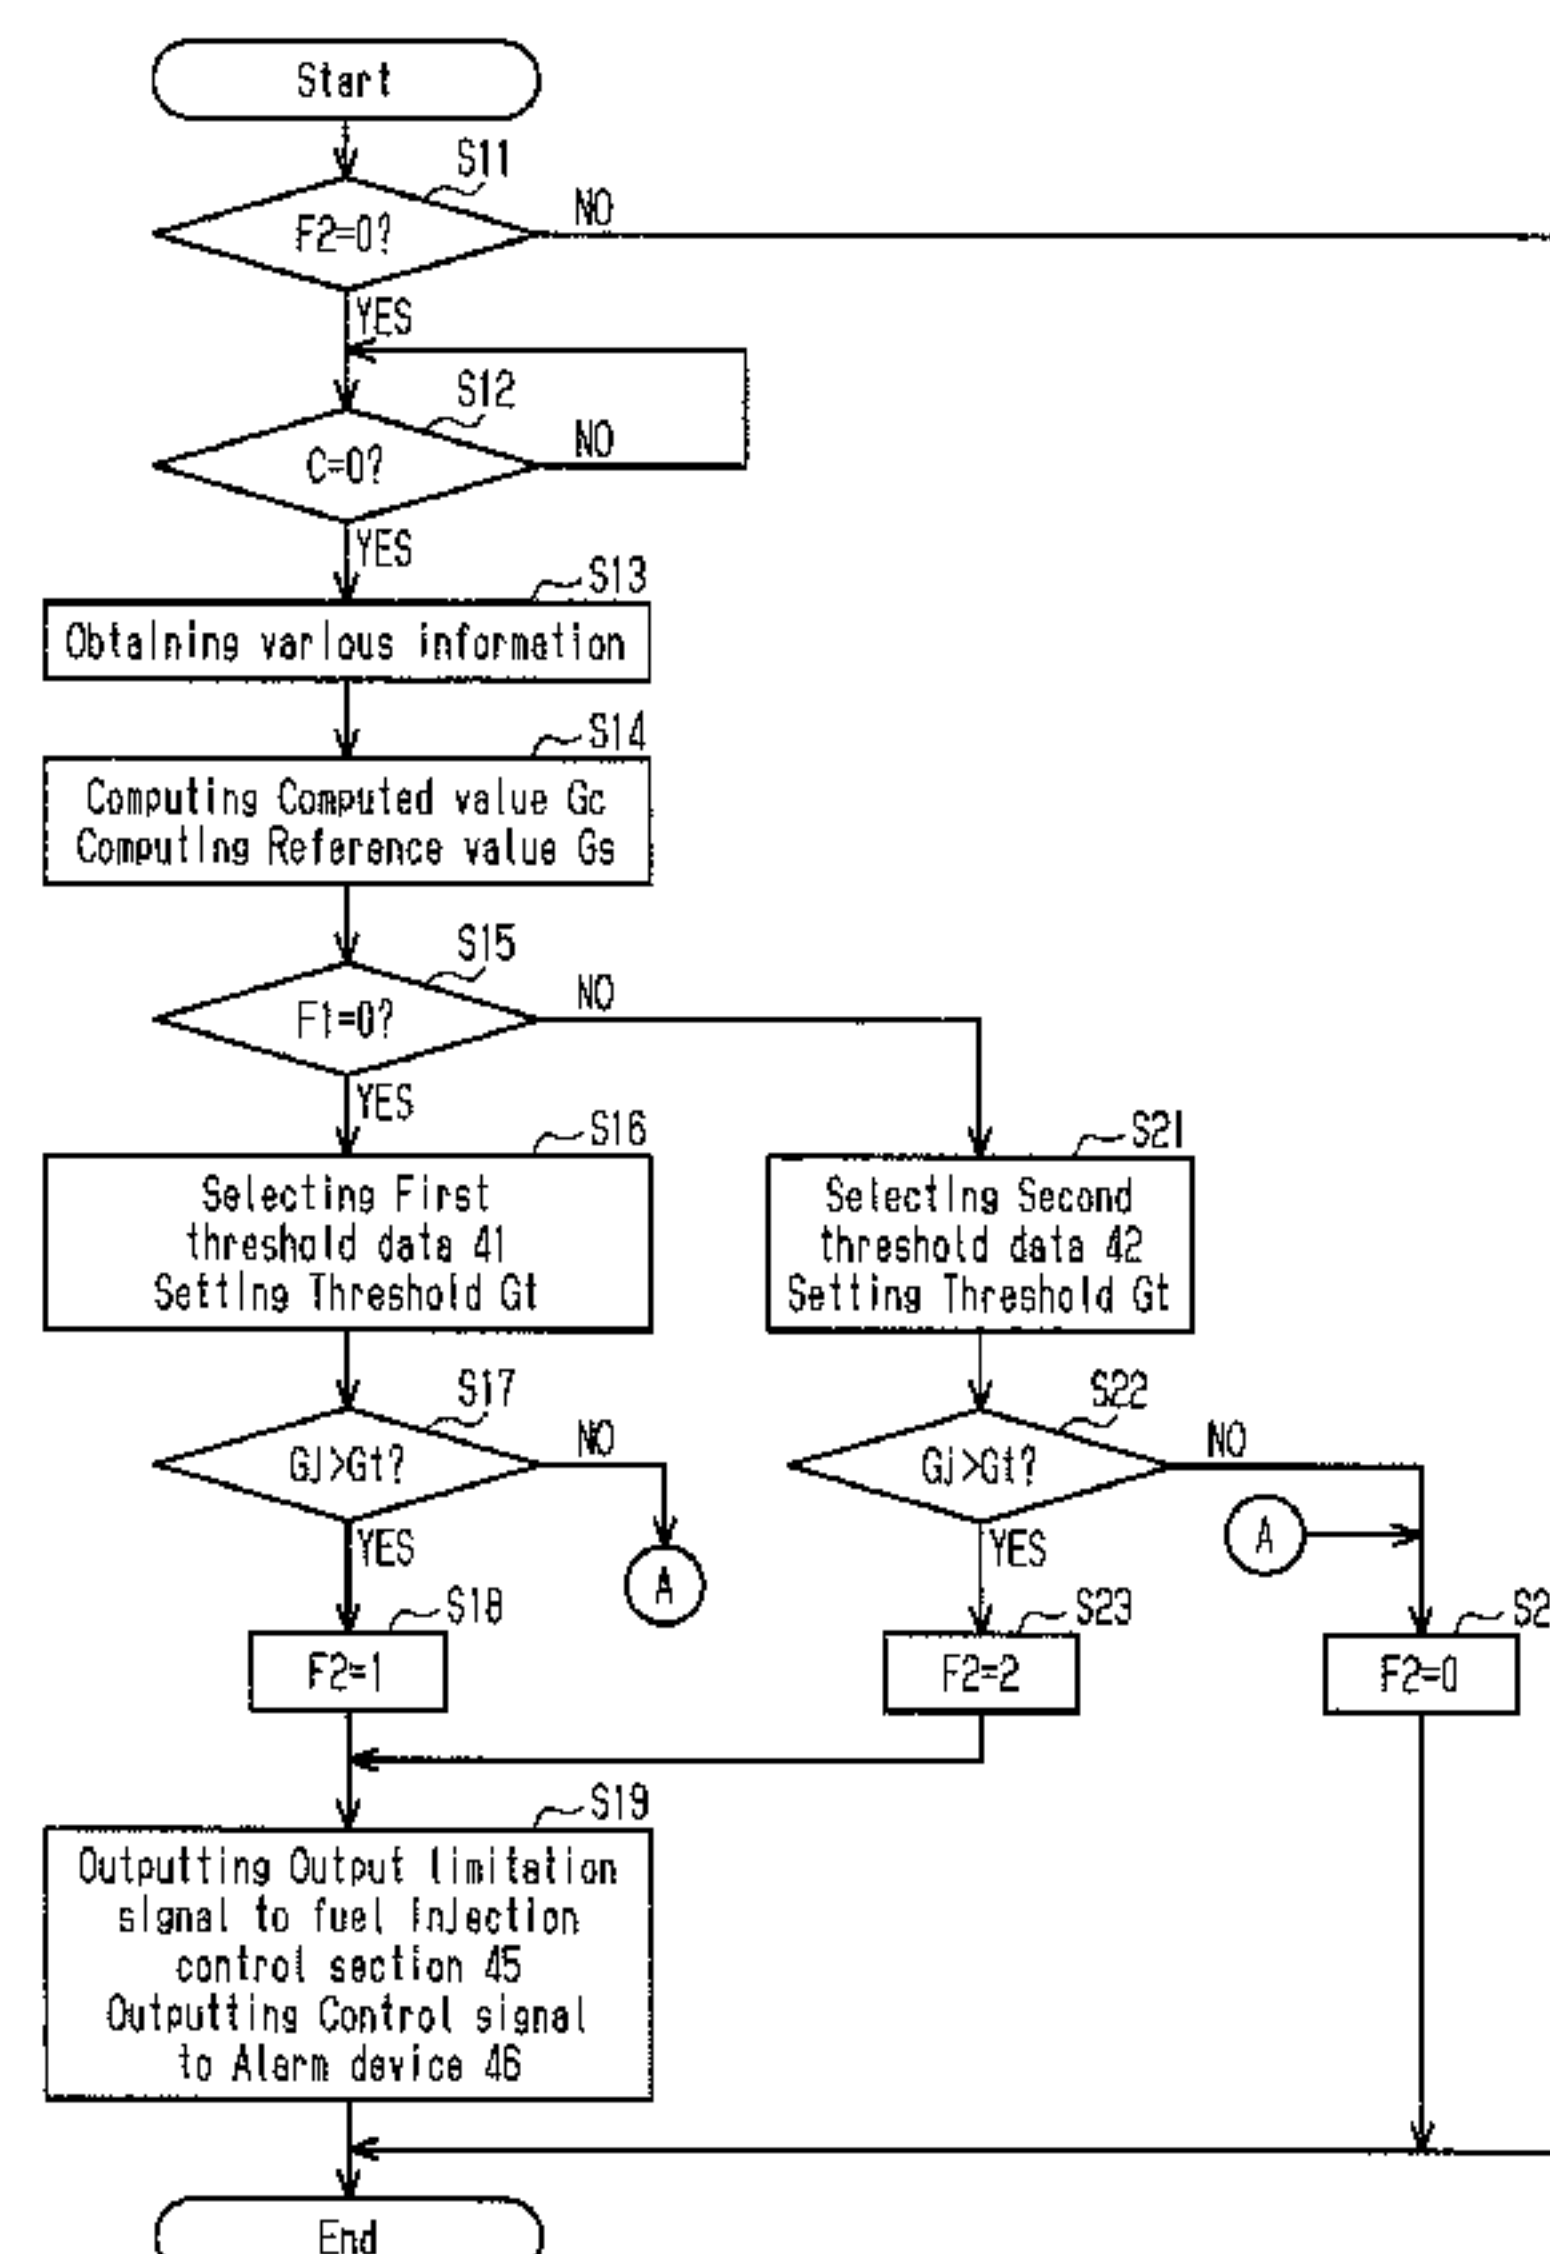 Start
S11
F2=0?
NO
YES
S12
C=0?
NO
YES
S13
Obtaining various information
S14
Computing Computed value Gc
Computing Reference value Gs
S15
F1=0?
NO
YES
S16
Selecting First
threshold data 41
Setting Threshold Gt
S21
Selecting Second
threshold data 42
Setting Threshold Gt
S17
Gj>Gt?
NO
YES
A
S22
Gj>Gt?
NO
YES
A
S18
F2=1
S23
F2=2
F2=0
S19
Outputting Output limitation
signal to fuel injection
control section 45
Outputting Control signal
to Alarm device 46
End